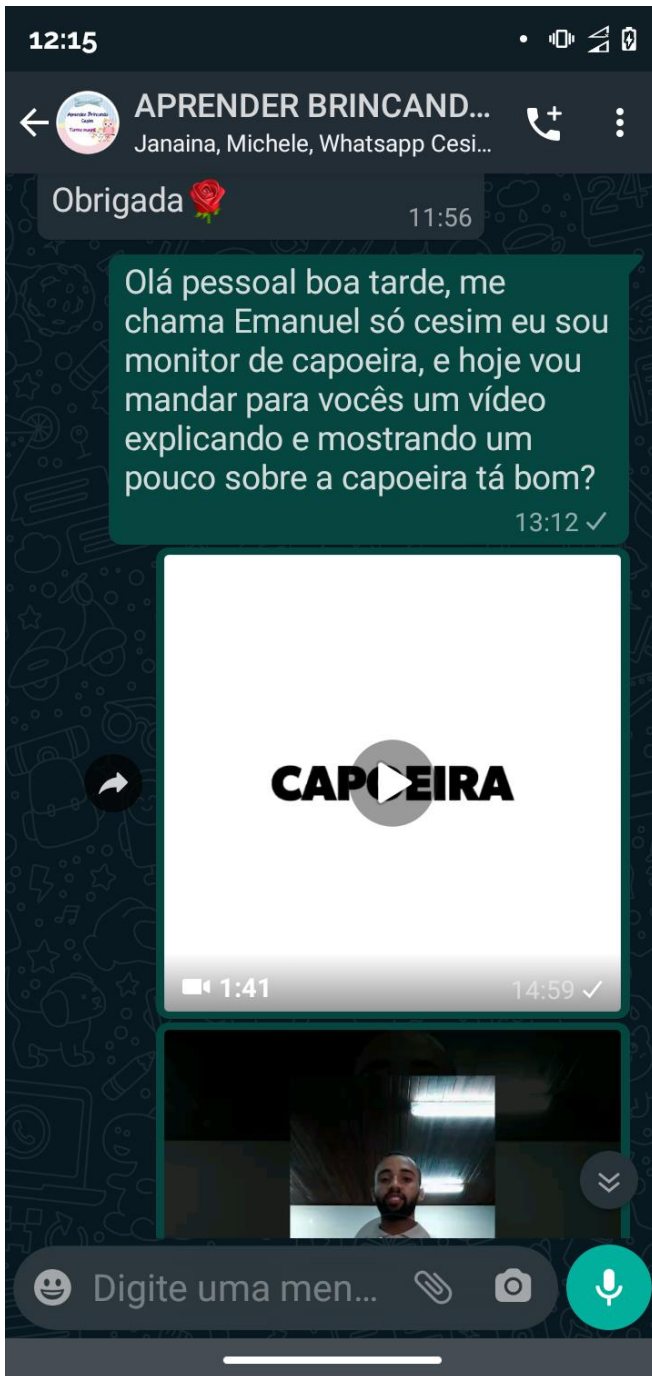 12:15
APRENDER BRINCAND...
Janaina, Michele, Whatsapp Cesi...
Obrigada🌹
11:56
Olá pessoal boa tarde, me
chama Emanuel só cesim eu sou
monitor de capoeira, e hoje vou
mandar para vocês um vídeo
explicando e mostrando um
pouco sobre a capoeira tá bom?
13:12
CAPOEIRA
1:41
14:59
Digite uma men...